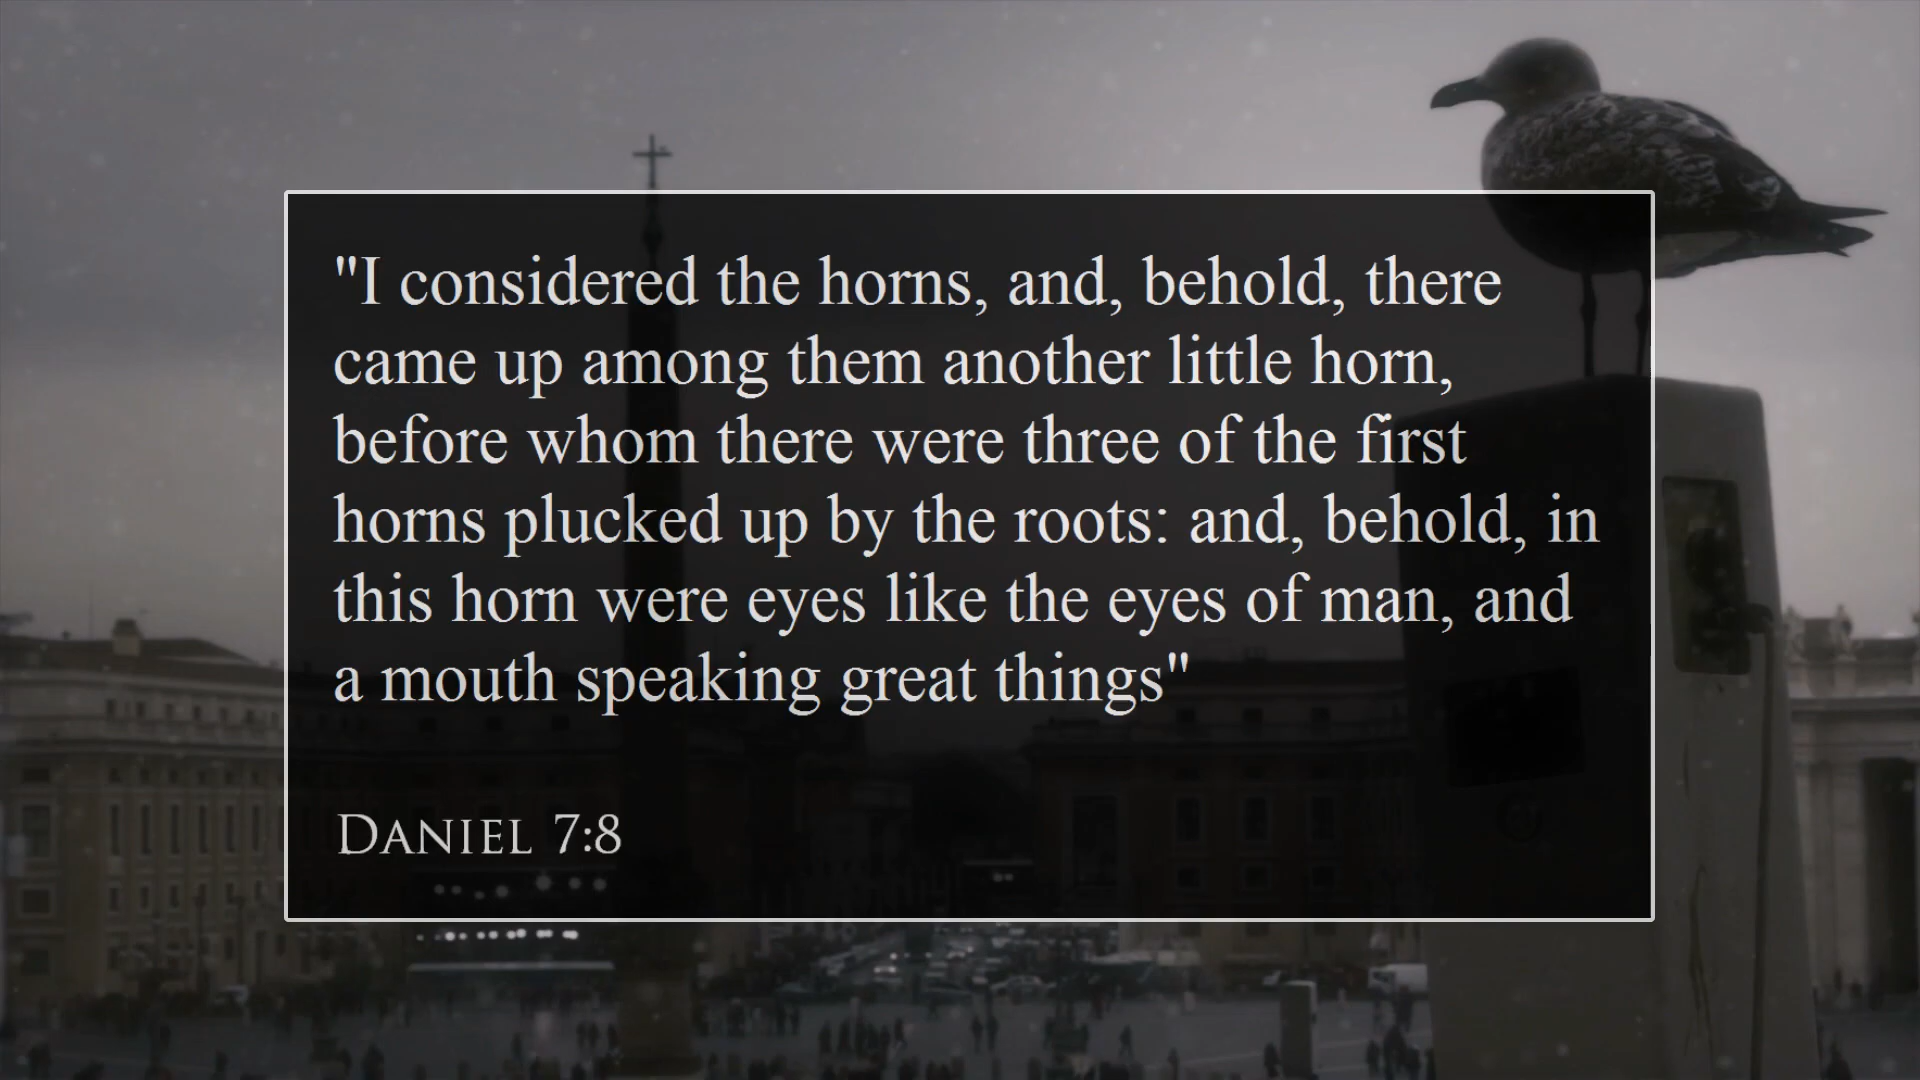 "I considered the horns, and, behold, there
came up among them another little horn,
before whom there were three of the first
horns plucked up by the roots: and, behold, in
this horn were eyes like the eyes of man, and
a mouth speaking great things"
Daniel 7:8